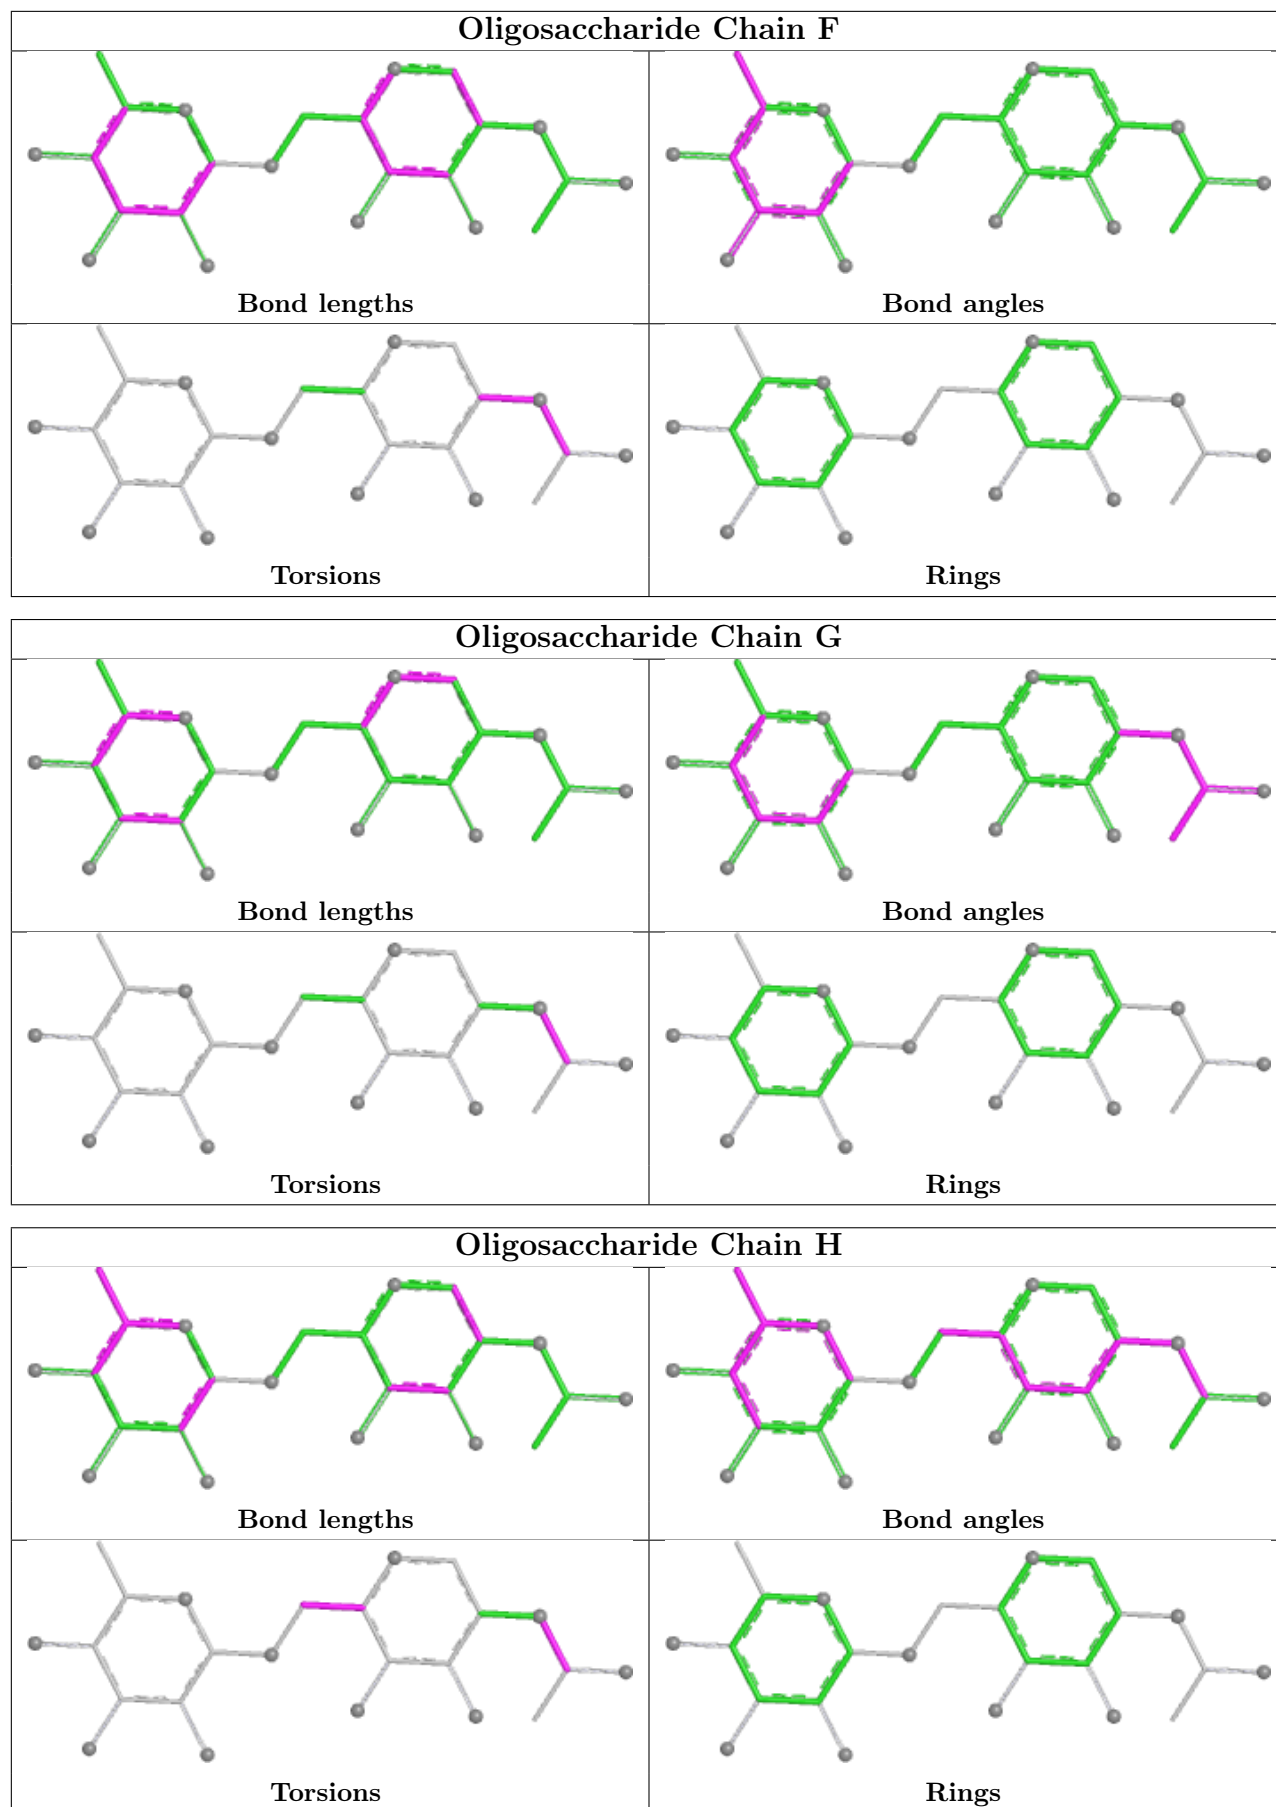 Oligosaccharide Chain F
Bond lengths
Bond angles
Torsions
Rings
Oligosaccharide Chain G
Bond lengths
Bond angles
Torsions
Rings
Oligosaccharide Chain H
Bond lengths
Bond angles
Torsions
Rings